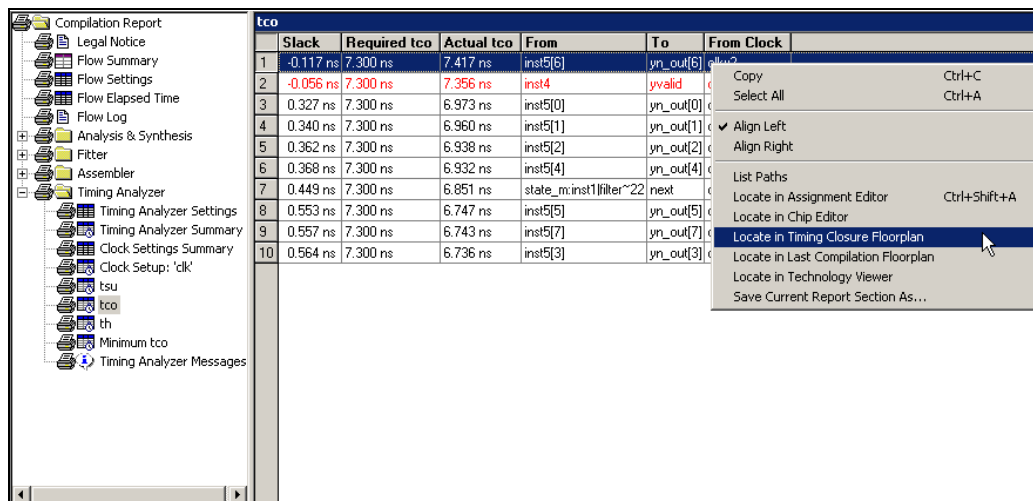 Compilation Report
Legal Notice
Flow Summary
Flow Settings
Flow Elapsed Time
Flow Log
Analysis & Synthesis
Fitter
Assembler
Timing Analyzer
Timing Analyzer Settings
Timing Analyzer Summary
Clock Settings Summary
Clock Setup: 'clk'
tsu
tco
th
Minimum tco
Timing Analyzer Messages
tco
Slack Required tco Actual tco From To From Clock
1 -0.117 ns 7.300 ns 7.417 ns inst5[6] yn_out[6]
2 -0.056 ns 7.300 ns 7.356 ns inst4 yvalid
3 0.327 ns 7.300 ns 6.973 ns inst5[0] yn_out[0]
4 0.340 ns 7.300 ns 6.960 ns inst5[1] yn_out[1]
5 0.362 ns 7.300 ns 6.938 ns inst5[2] yn_out[2]
6 0.368 ns 7.300 ns 6.932 ns inst5[4] yn_out[4]
7 0.449 ns 7.300 ns 6.851 ns state_m:inst1|filter~22 next
8 0.553 ns 7.300 ns 6.747 ns inst5[5] yn_out[5]
9 0.557 ns 7.300 ns 6.743 ns inst5[7] yn_out[7]
10 0.564 ns 7.300 ns 6.736 ns inst5[3] yn_out[3]
Copy Ctrl+C
Select All Ctrl+A
Align Left
Align Right
List Paths
Locate in Assignment Editor Ctrl+Shift+A
Locate in Chip Editor
Locate in Timing Closure Floorplan
Locate in Last Compilation Floorplan
Locate in Technology Viewer
Save Current Report Section As...